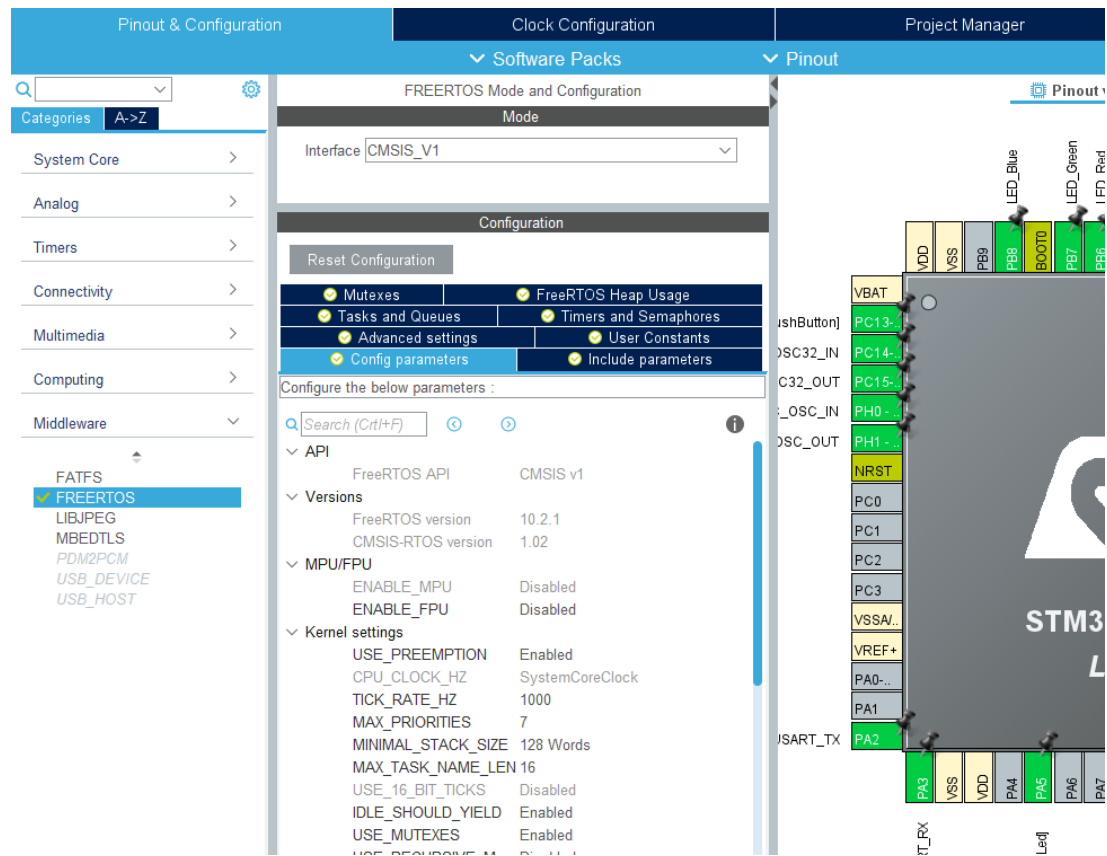 Pinout & Configuration
Clock Configuration
Project Manager
Software Packs
Pinout
Categories
A->Z
System Core
Analog
Timers
Connectivity
Multimedia
Computing
Middleware
FATFS
FREERTOS
LIBJPEG
MBEDTLS
PDM2PCM
USB_DEVICE
USB_HOST
FREERTOS Mode and Configuration
Mode
Interface CMSIS_V1
Configuration
Reset Configuration
Mutexes
FreeRTOS Heap Usage
Tasks and Queues
Timers and Semaphores
Advanced settings
User Constants
Config parameters
Include parameters
Configure the below parameters :
Search (Crtl+F)
API
FreeRTOS API CMSIS v1
Versions
FreeRTOS version 10.2.1
CMSIS-RTOS version 1.02
MPU/FPU
ENABLE_MPU Disabled
ENABLE_FPU Disabled
Kernel settings
USE_PREEMPTION Enabled
CPU_CLOCK_HZ SystemCoreClock
TICK_RATE_HZ 1000
MAX_PRIORITIES 7
MINIMAL_STACK_SIZE 128 Words
MAX_TASK_NAME_LEN 16
USE_16_BIT_TICKS Disabled
IDLE_SHOULD_YIELD Enabled
USE_MUTEXES Enabled
Pinout v
LED_Blue
LED_Green
LED_Red
VDD
VSS
PB9
PB8
BOOT0
PB7
PB6
VBAT
ushButton] PC13-..
OSC32_IN PC14-..
C32_OUT PC15-..
_OSC_IN PH0 - ..
OSC_OUT PH1 - ..
NRST
PC0
PC1
PC2
PC3
VSSA/..
VREF+
PA0-..
PA1
USART_TX PA2
STM3
L
PA3
VSS
VDD
PA4
PA5
PA6
PA7
RT_RX
Led]